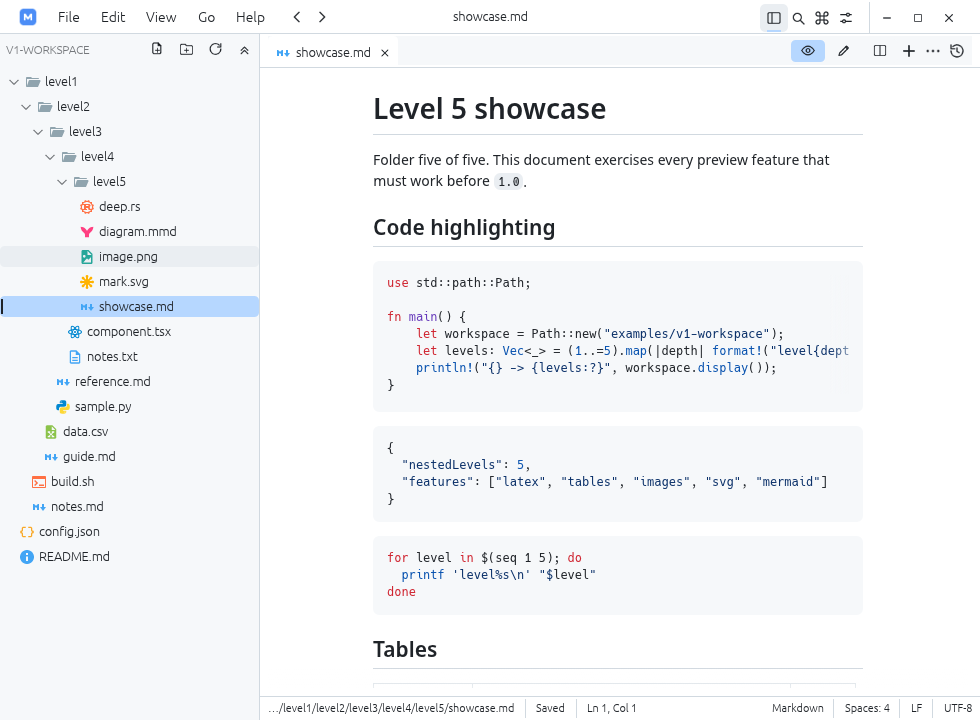 M File Edit View Go Help showcase.md
V1-WORKSPACE
level1
level2
level3
level4
level5
deep.rs
diagram.mmd
image.png
mark.svg
showcase.md
component.tsx
notes.txt
reference.md
sample.py
data.csv
guide.md
build.sh
notes.md
config.json
README.md
showcase.md
Level 5 showcase
Folder five of five. This document exercises every preview feature that
must work before 1.0.
Code highlighting
use std::path::Path;
fn main() {
    let workspace = Path::new("examples/v1-workspace");
    let levels: Vec<_> = (1..=5).map(|depth| format!("level{dept
    println!("{} -> {levels:?}", workspace.display());
}
{
  "nestedLevels": 5,
  "features": ["latex", "tables", "images", "svg", "mermaid"]
}
for level in $(seq 1 5); do
  printf 'level%s\n' "$level"
done
Tables
…/level1/level2/level3/level4/level5/showcase.md Saved Ln 1, Col 1 Markdown Spaces: 4 LF UTF-8